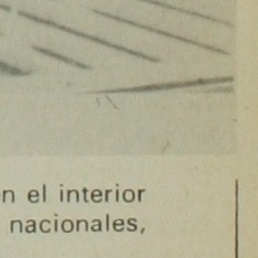 n el interior
nacionales,